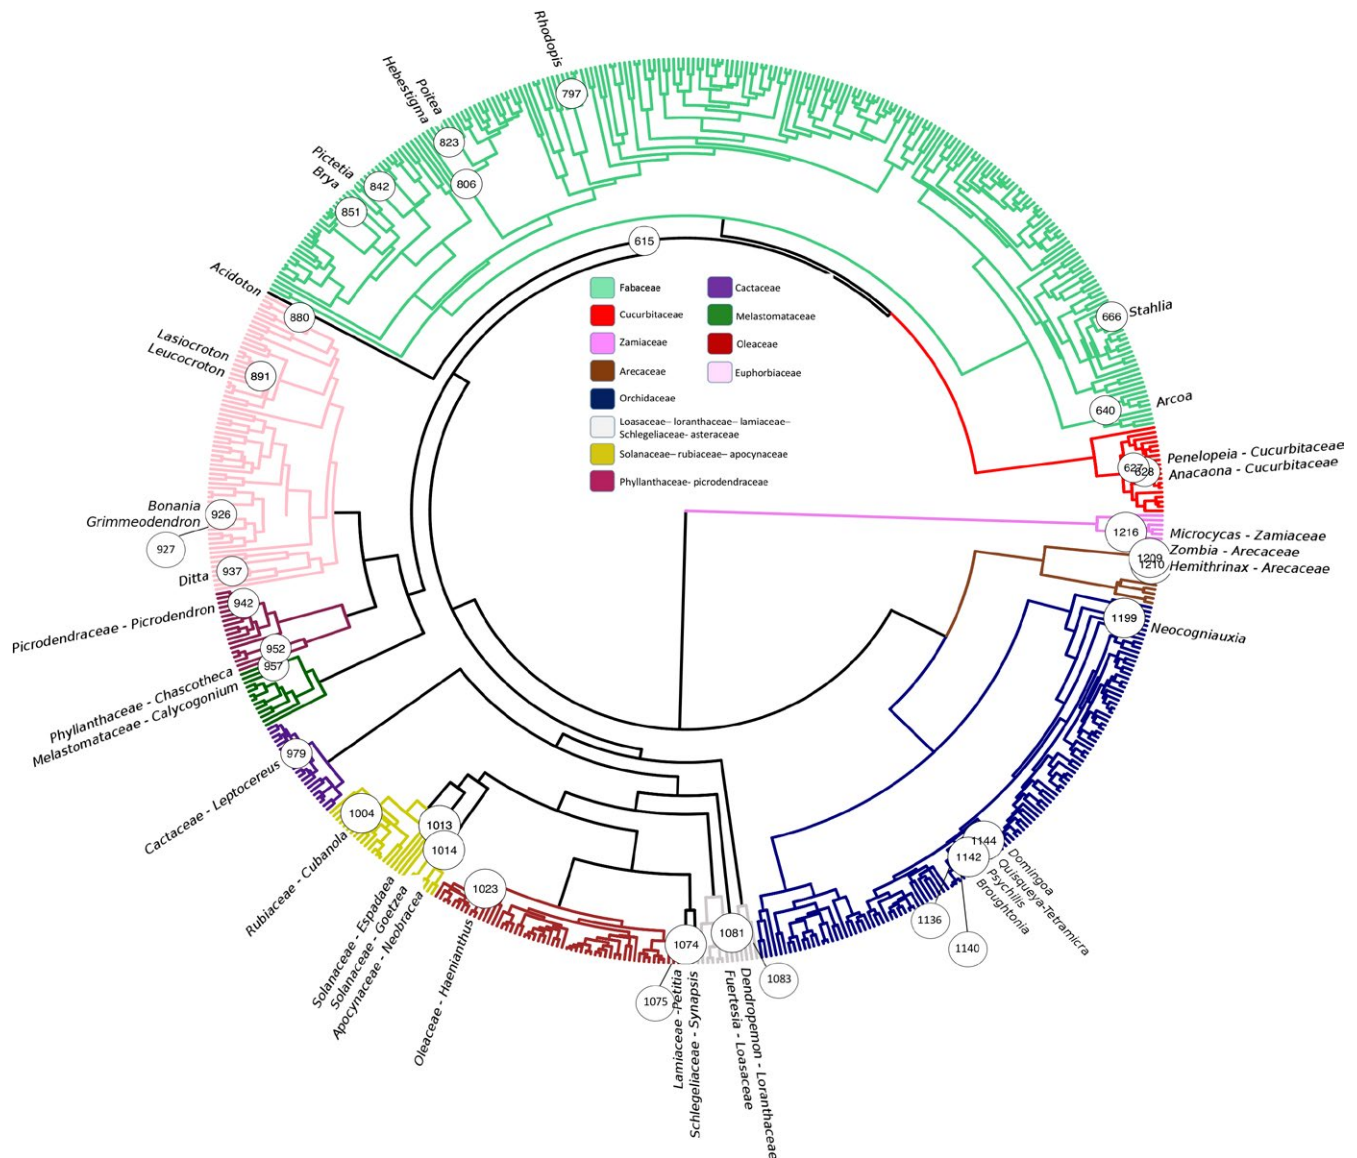 Rhodopis
797
Poitea
Hebestigma
823
806
Pictetia
Brya
842
851
615
Acidoton
880
Fabaceae
Cucurbitaceae
Zamiaceae
Arecaceae
Orchidaceae
Loasaceae– loranthaceae– lamiaceae–
Schlegeliaceae- asteraceae
Solanaceae– rubiaceae– apocynaceae
Phyllanthaceae- picrodendraceae
Cactaceae
Melastomataceae
Oleaceae
Euphorbiaceae
666
Stahlia
640
Arcoa
Lasiocroton
Leucocroton
891
627
628
Penelopeia - Cucurbitaceae
Anacaona - Cucurbitaceae
Bonania
Grimmeodendron
926
927
1216
Microcycas - Zamiaceae
1209
1210
Zombia - Arecaceae
Hemithrinax - Arecaceae
Ditta
937
Picrodendraceae - Picrodendron
942
1199
Neocogniauxia
952
957
Phyllanthaceae - Chascotheca
Melastomataceae - Calycogonium
979
Cactaceae - Leptocereus
1004
Rubiaceae - Cubanola
1013
1014
Solanaceae - Espadaea
Solanaceae - Goetzea
Apocynaceae - Neobracea
1023
Oleaceae - Haenianthus
1074
1075
Lamiaceae -Petitia
Schlegeliaceae - Synapsis
1081
1083
Dendropemon - Loranthaceae
Fuertesia - Loasaceae
1144
1142
1136
1140
Domingoa
Quisqueya-Tetramicra
Psychilis
Broughtonia